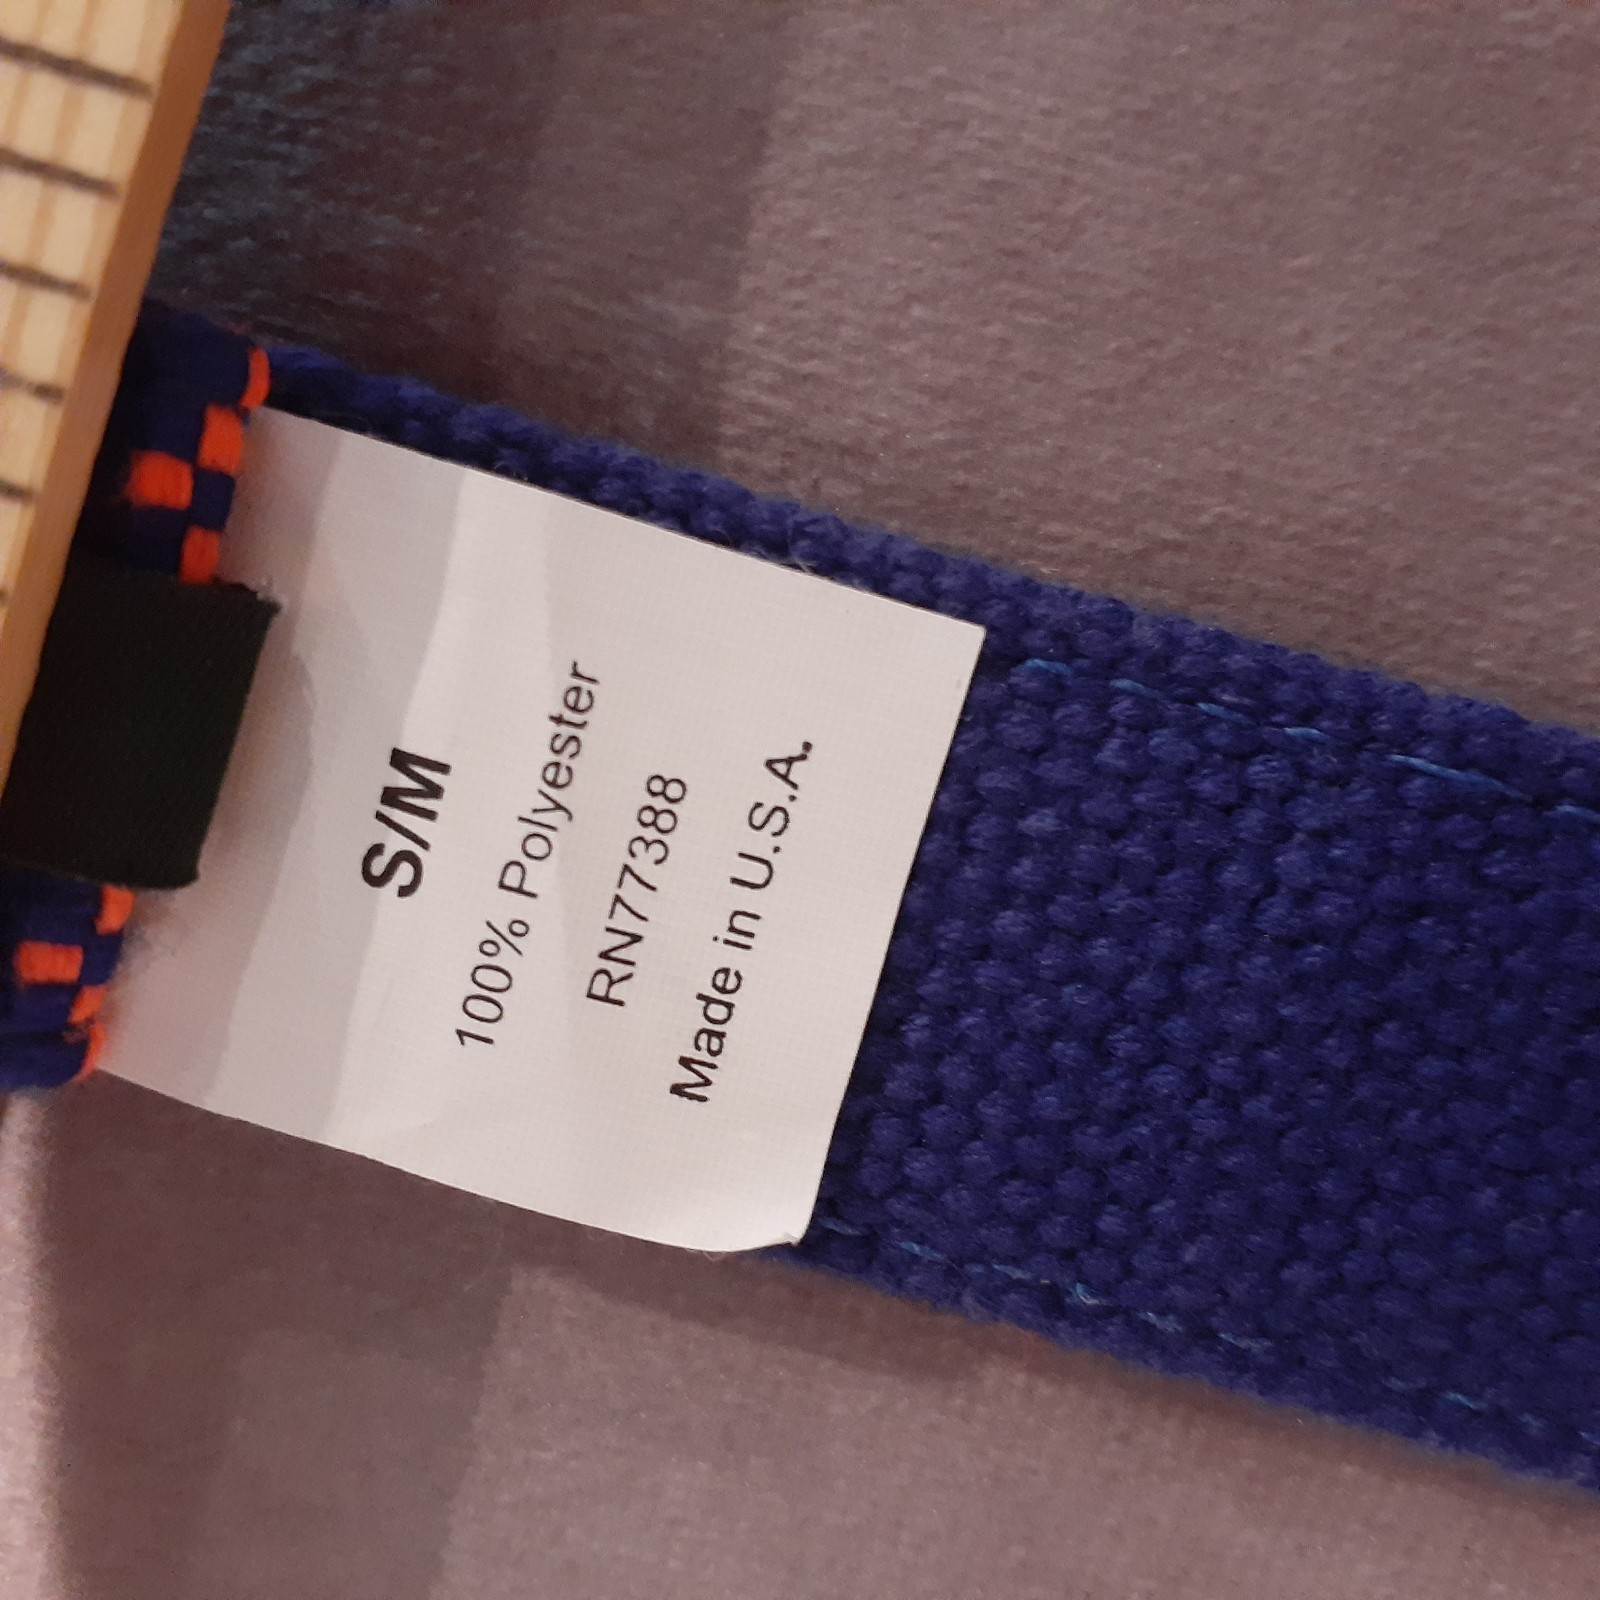 S/M
100% Polyester
RN77388
Made in U.S.A.